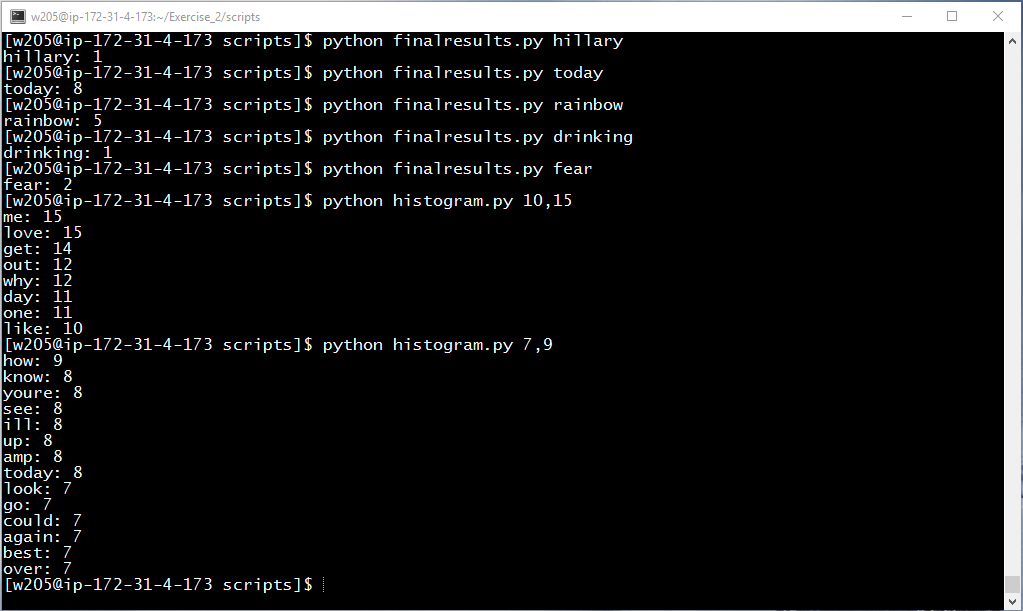 w205@ip-172-31-4-173:~/Exercise_2/scripts
[w205@ip-172-31-4-173 scripts]$ python finalresults.py hillary
hillary: 1
[w205@ip-172-31-4-173 scripts]$ python finalresults.py today
today: 8
[w205@ip-172-31-4-173 scripts]$ python finalresults.py rainbow
rainbow: 5
[w205@ip-172-31-4-173 scripts]$ python finalresults.py drinking
drinking: 1
[w205@ip-172-31-4-173 scripts]$ python finalresults.py fear
fear: 2
[w205@ip-172-31-4-173 scripts]$ python histogram.py 10,15
me: 15
love: 15
get: 14
out: 12
why: 12
day: 11
one: 11
like: 10
[w205@ip-172-31-4-173 scripts]$ python histogram.py 7,9
how: 9
know: 8
youre: 8
see: 8
ill: 8
up: 8
amp: 8
today: 8
look: 7
go: 7
could: 7
again: 7
best: 7
over: 7
[w205@ip-172-31-4-173 scripts]$